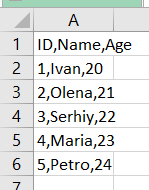 A
1 ID,Name,Age
2 1,Ivan,20
3 2,Olena,21
4 3,Serhiy,22
5 4,Maria,23
6 5,Petro,24
7